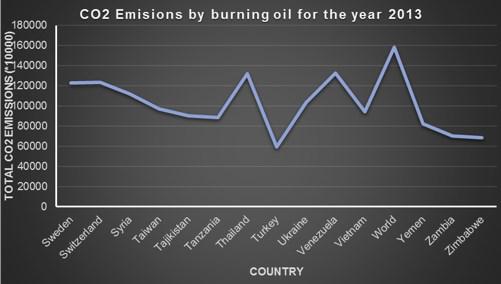 CO2 Emisions by burning oil for the year 2013
TOTAL CO2 EMISSIONS (*10000)
180000
160000
140000
120000
100000
80000
60000
40000
20000
0
Sweden
Switzerland
Syria
Taiwan
Tajikistan
Tanzania
Thailand
Turkey
Ukraine
Venezuela
Vietnam
World
Yemen
Zambia
Zimbabwe
COUNTRY